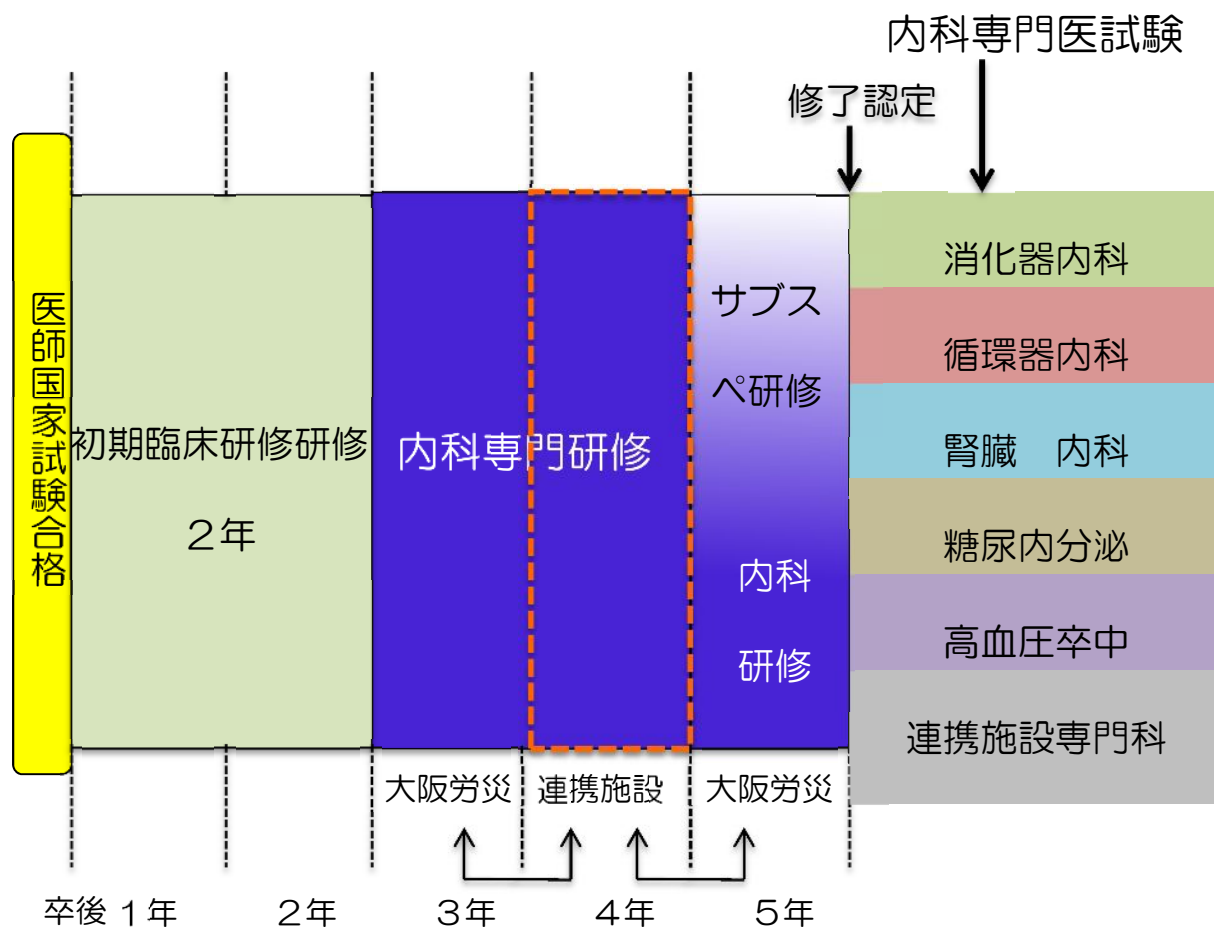 内科専門医試験
修了認定
医師国家試験合格
初期臨床研修研修
２年
内科専門研修
サブス
ペ研修
内科
研修
消化器内科
循環器内科
腎臓　内科
糖尿内分泌
高血圧卒中
連携施設専門科
大阪労災
連携施設
大阪労災
卒後 1年
2年
3年
4年
5年